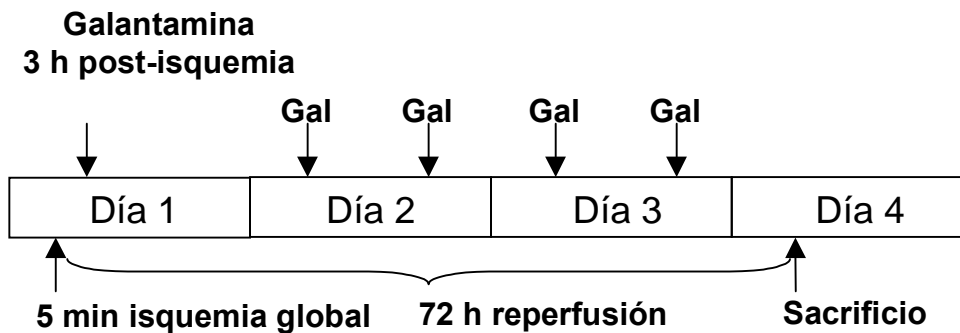 Galantamina
3 h post-isquemia
Gal Gal Gal Gal
Día 1 Día 2 Día 3 Día 4
5 min isquemia global 72 h reperfusión Sacrificio